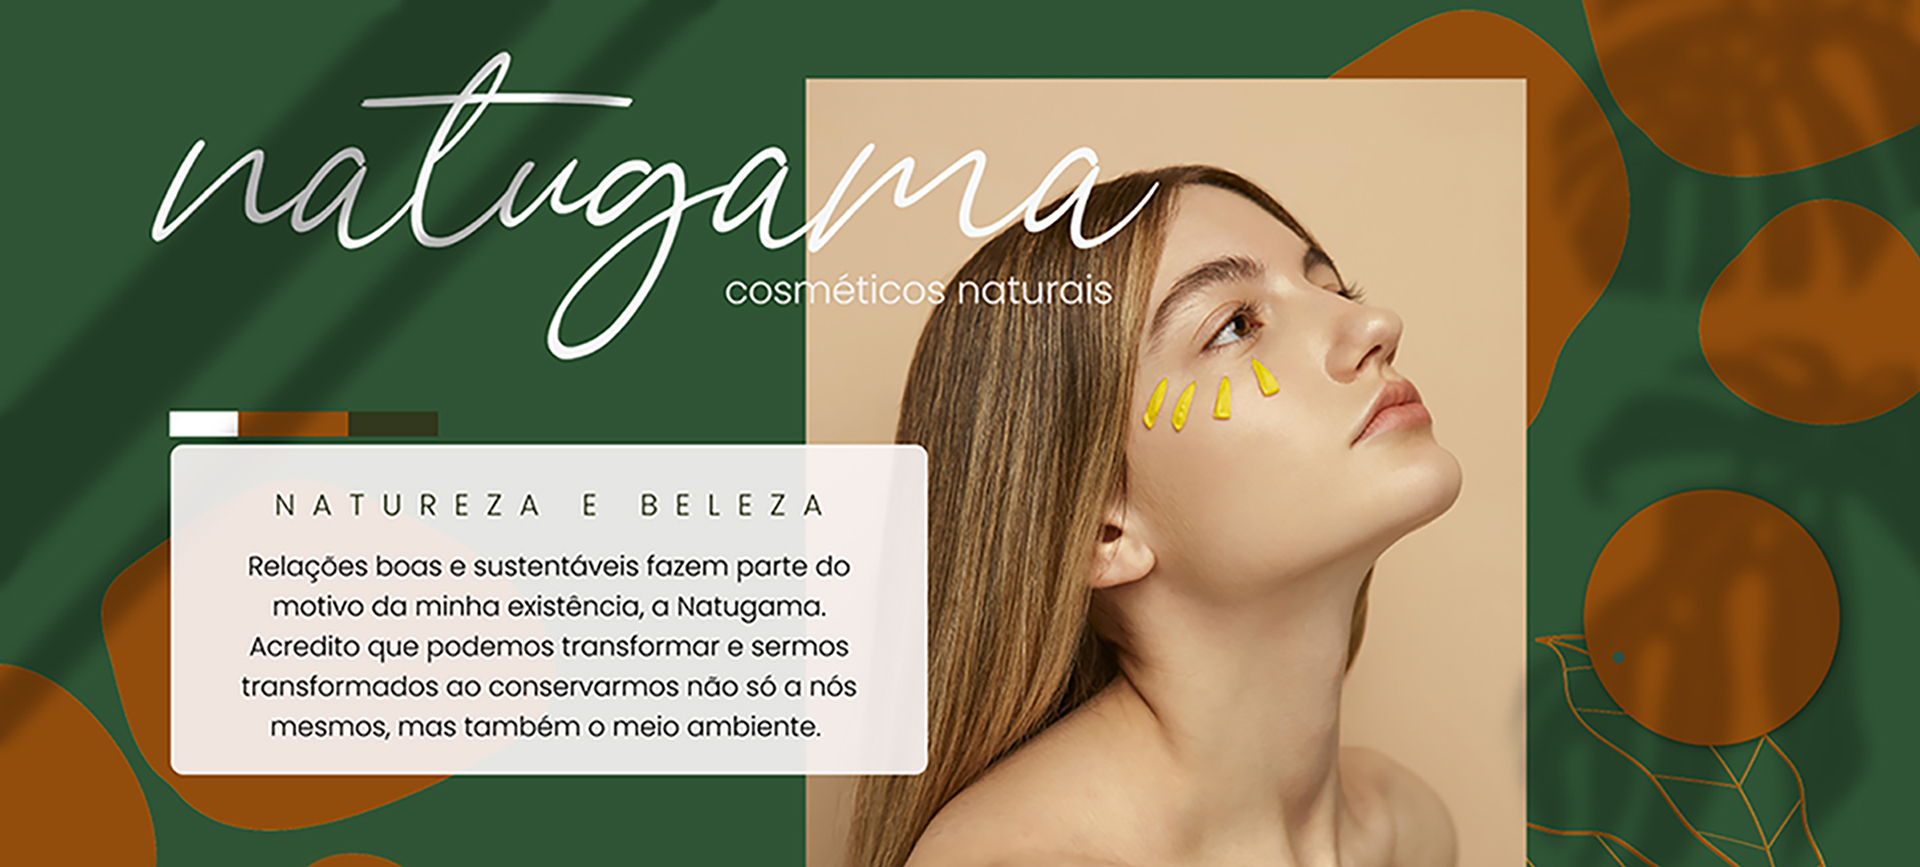 natugama
cosméticos naturais
NATUREZA E BELEZA
Relações boas e sustentáveis fazem parte do
motivo da minha existência, a Natugama.
Acredito que podemos transformar e sermos
transformados ao conservarmos não só a nós
mesmos, mas também o meio ambiente.